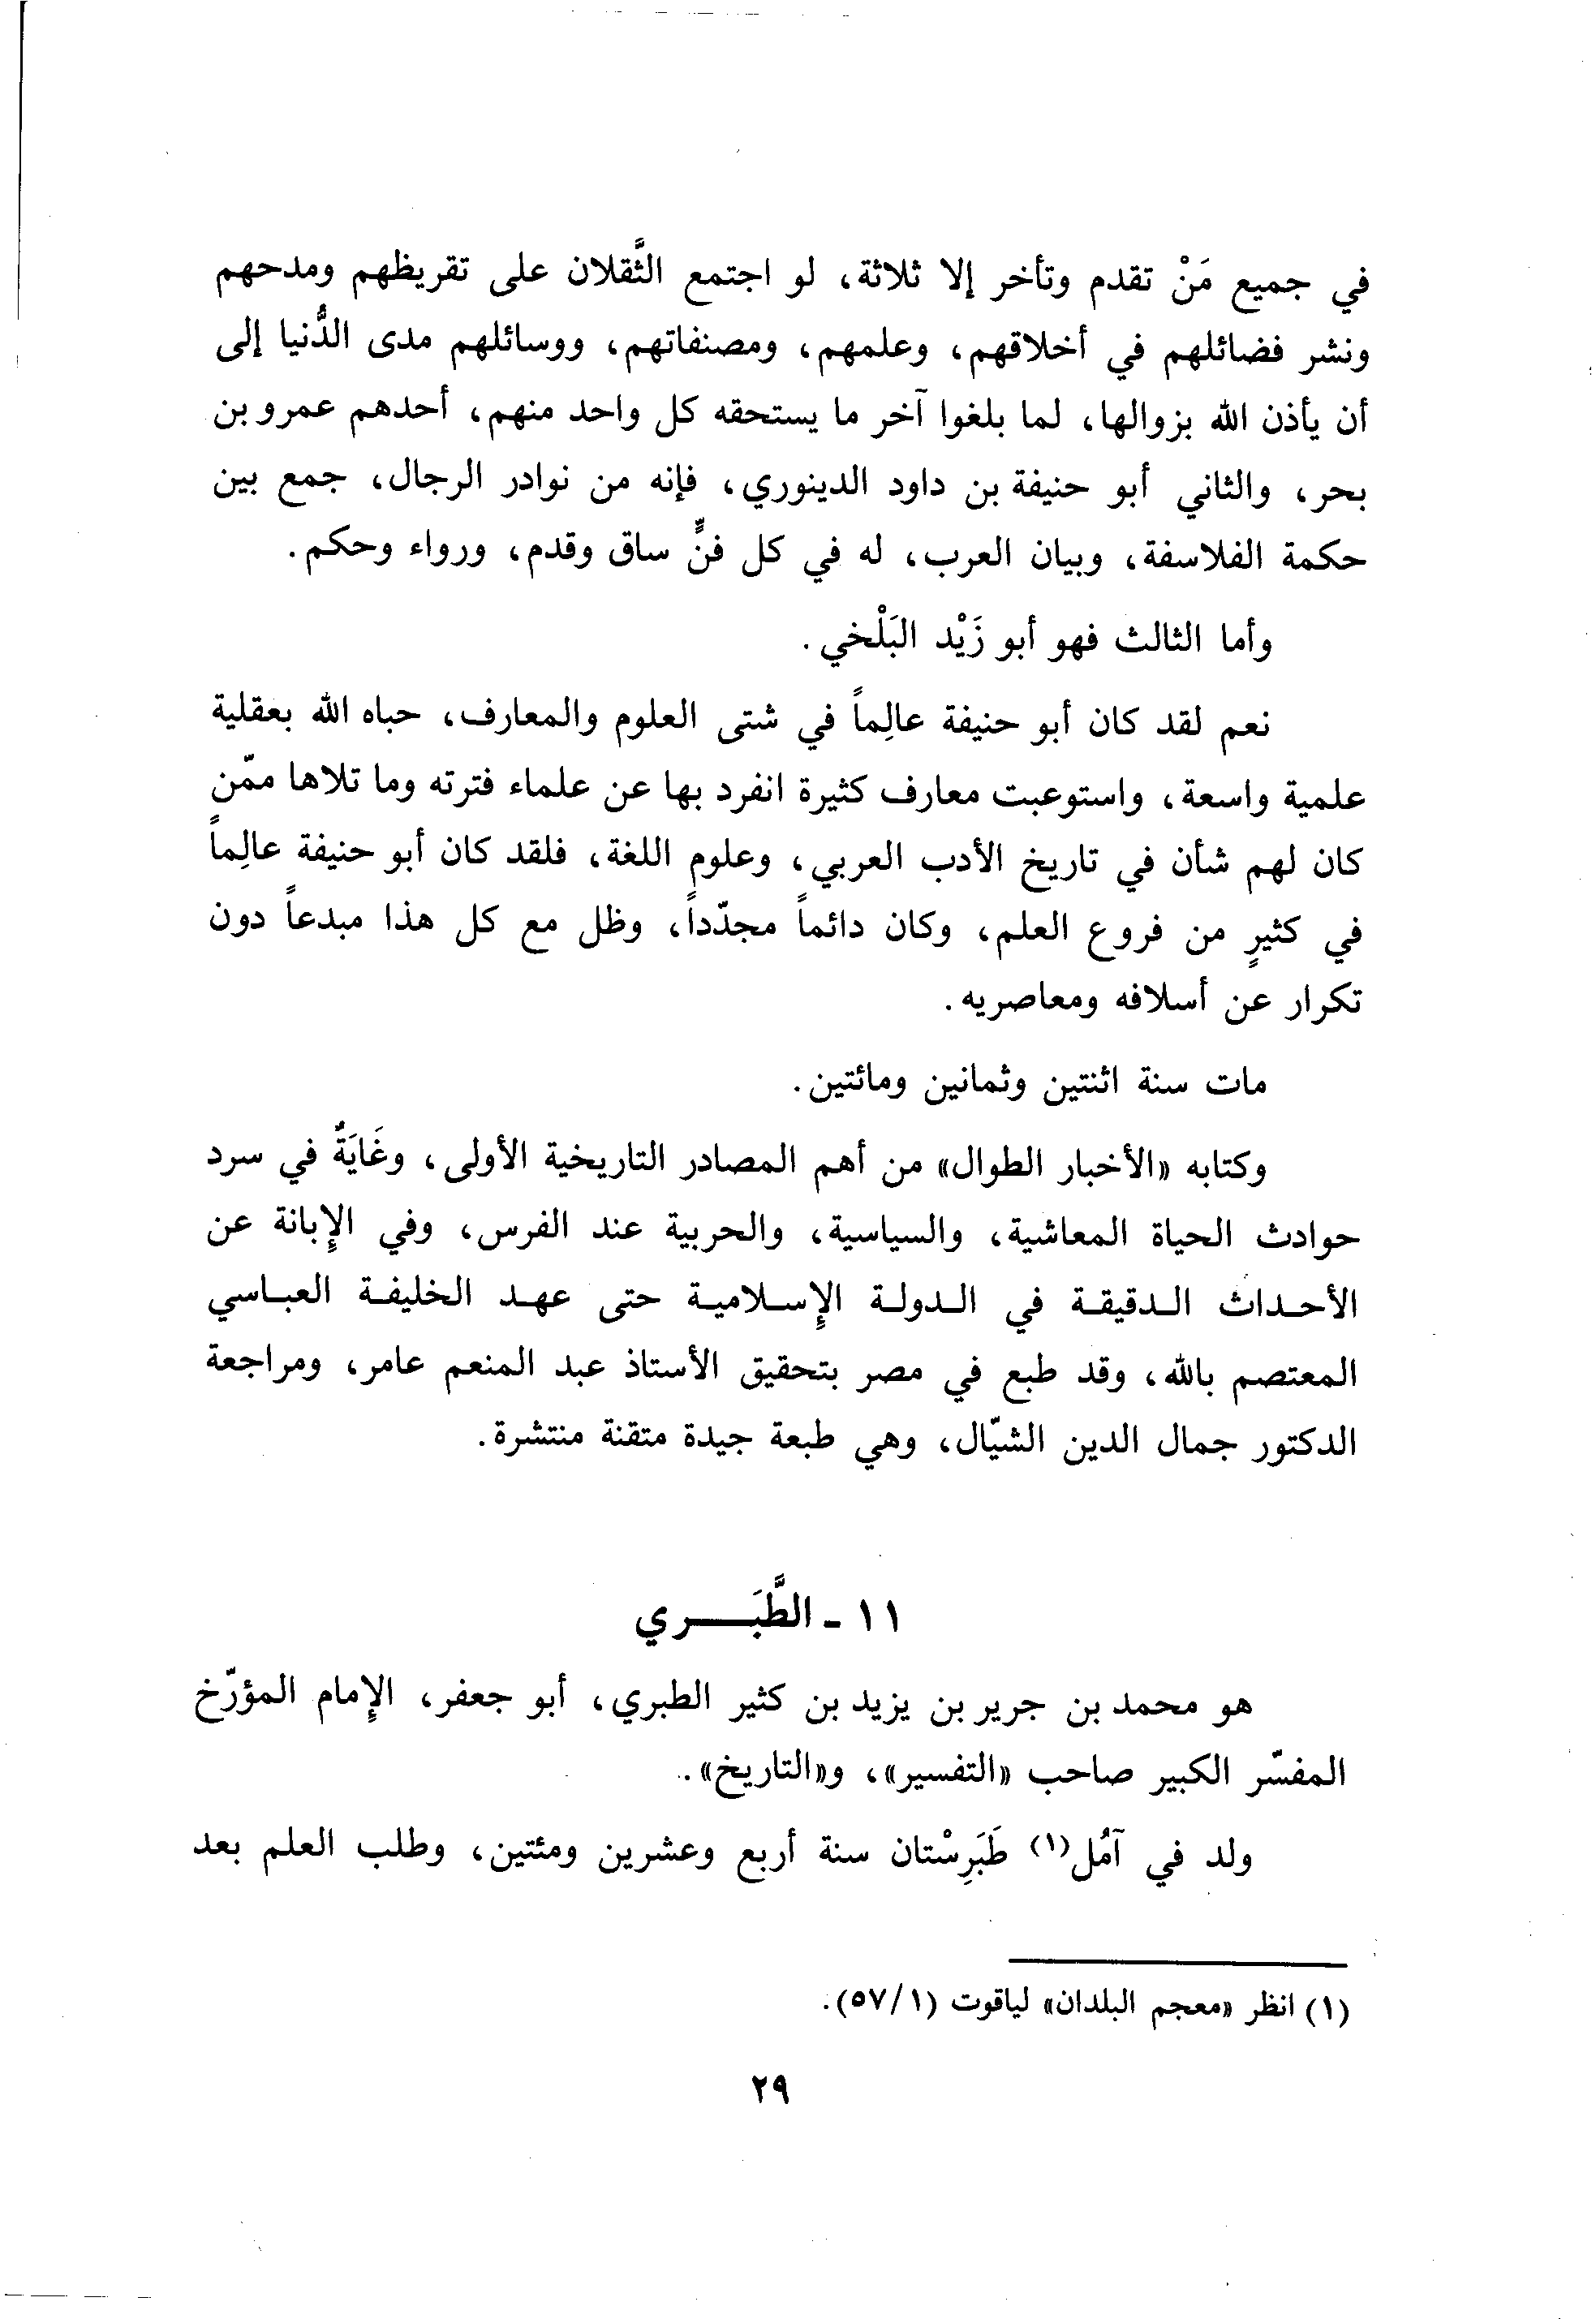 في جميع مَنْ تقدم وتأخر إلا ثلاثة، لو اجتمع الثَّقلان على تقريظهم ومدحهم
ونشر فضائلهم في أخلاقهم، وعلمهم، ومصنفاتهم، ووسائلهم مدى الدُّنيا إلى
أن يأذن الله بزوالها، لما بلغوا آخر ما يستحقه كل واحد منهم، أحدهم عمرو بن
بحر، والثاني أبو حنيفة بن داود الدينوري، فإنه من نوادر الرجال، جمع بين
حكمة الفلاسفة، وبيان العرب، له في كل فنٍّ ساق وقدم، ورواء وحكم.
وأما الثالث فهو أبو زَيْد البَلْخي.
نعم لقد كان أبو حنيفة عالِماً في شتى العلوم والمعارف، حباه الله بعقلية
علمية واسعة، واستوعبت معارف كثيرة انفرد بها عن علماء فترته وما تلاها ممّن
كان لهم شأن في تاريخ الأدب العربي، وعلوم اللغة، فلقد كان أبو حنيفة عالِماً
في كثيرٍ من فروع العلم، وكان دائماً مجدّداً، وظل مع كل هذا مبدعاً دون
تكرار عن أسلافه ومعاصريه.
مات سنة اثنتين وثمانين ومائتين.
وكتابه «الأخبار الطوال» من أهم المصادر التاريخية الأولى، وغَايَةٌ في سرد
حوادث الحياة المعاشية، والسياسية، والحربية عند الفرس، وفي الإبانة عن
الأحداث الدقيقة في الدولة الإسلامية حتى عهد الخليفة العباسي
المعتصم بالله، وقد طبع في مصر بتحقيق الأستاذ عبد المنعم عامر، ومراجعة
الدكتور جمال الدين الشيّال، وهي طبعة جيدة متقنة منتشرة.
١١ - الطَّبَري
هو محمد بن جرير بن يزيد بن كثير الطبري، أبو جعفر، الإمام المؤرّخ
المفسّر الكبير صاحب «التفسير»، و«التاريخ».
ولد في آمُل(١) طَبَرِسْتان سنة أربع وعشرين ومئتين، وطلب العلم بعد
(١) انظر «معجم البلدان» لياقوت (٥٧/١).
٢٩